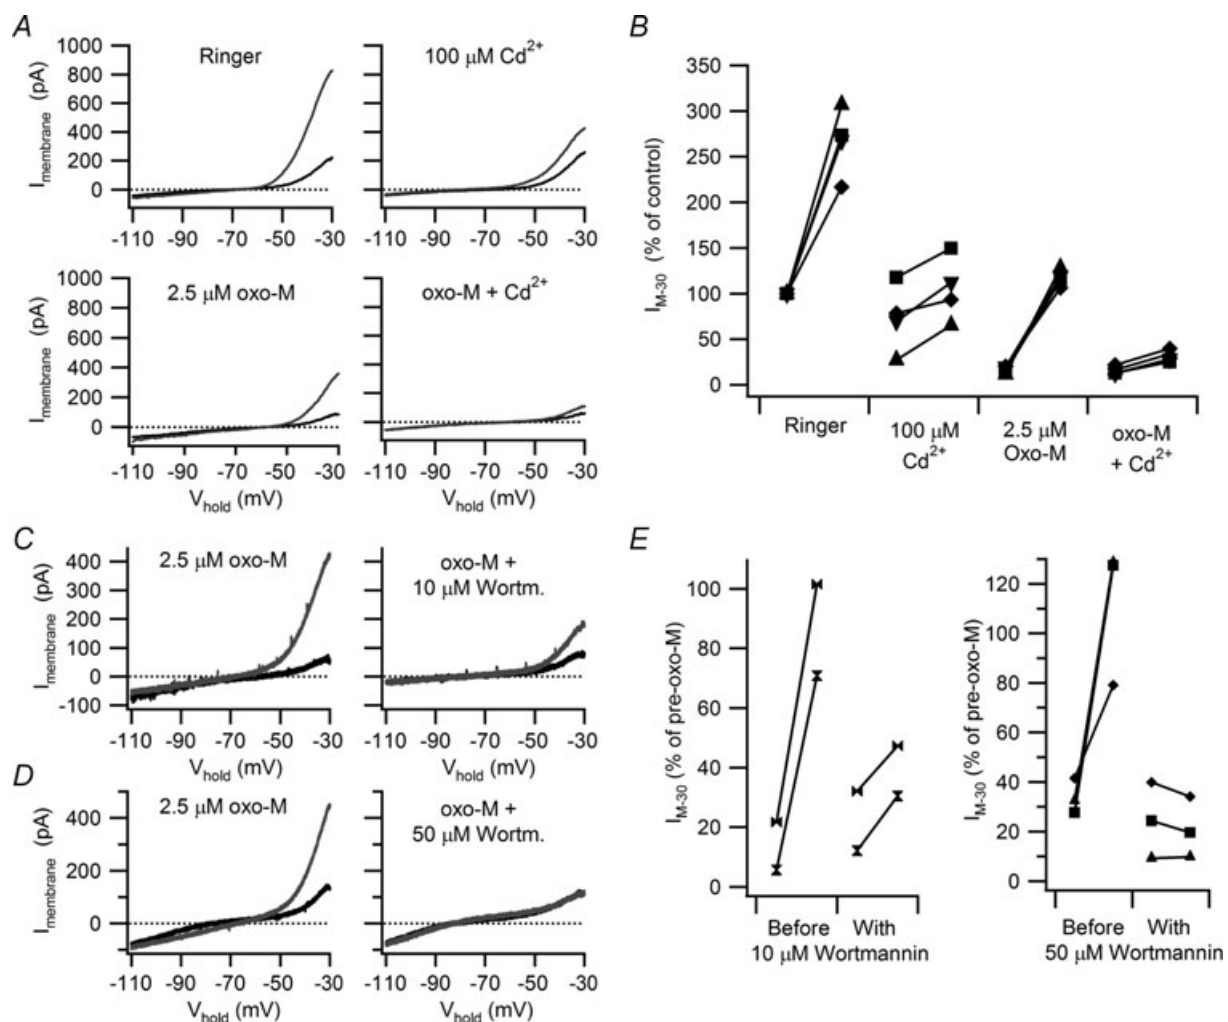 A
B
Ringer
100 μM Cd2+
Imembrane (pA)
1000
800
600
400
200
0
-110 -90 -70 -50 -30
-110 -90 -70 -50 -30
2.5 μM oxo-M
oxo-M + Cd2+
Imembrane (pA)
1000
800
600
400
200
0
-110 -90 -70 -50 -30
-110 -90 -70 -50 -30
Vhold (mV)
Vhold (mV)
IM-30 (% of control)
350
300
250
200
150
100
50
0
Ringer
100 μM
Cd2+
2.5 μM
Oxo-M
oxo-M
+ Cd2+
C
2.5 μM oxo-M
oxo-M +
10 μM Wortm.
Imembrane (pA)
400
300
200
100
0
-100
-110 -90 -70 -50 -30
-110 -90 -70 -50 -30
D
2.5 μM oxo-M
oxo-M +
50 μM Wortm.
Imembrane (pA)
400
200
0
-110 -90 -70 -50 -30
-110 -90 -70 -50 -30
Vhold (mV)
Vhold (mV)
E
IM-30 (% of pre-oxo-M)
100
80
60
40
20
0
Before With
10 μM Wortmannin
IM-30 (% of pre-oxo-M)
120
100
80
60
40
20
0
Before With
50 μM Wortmannin